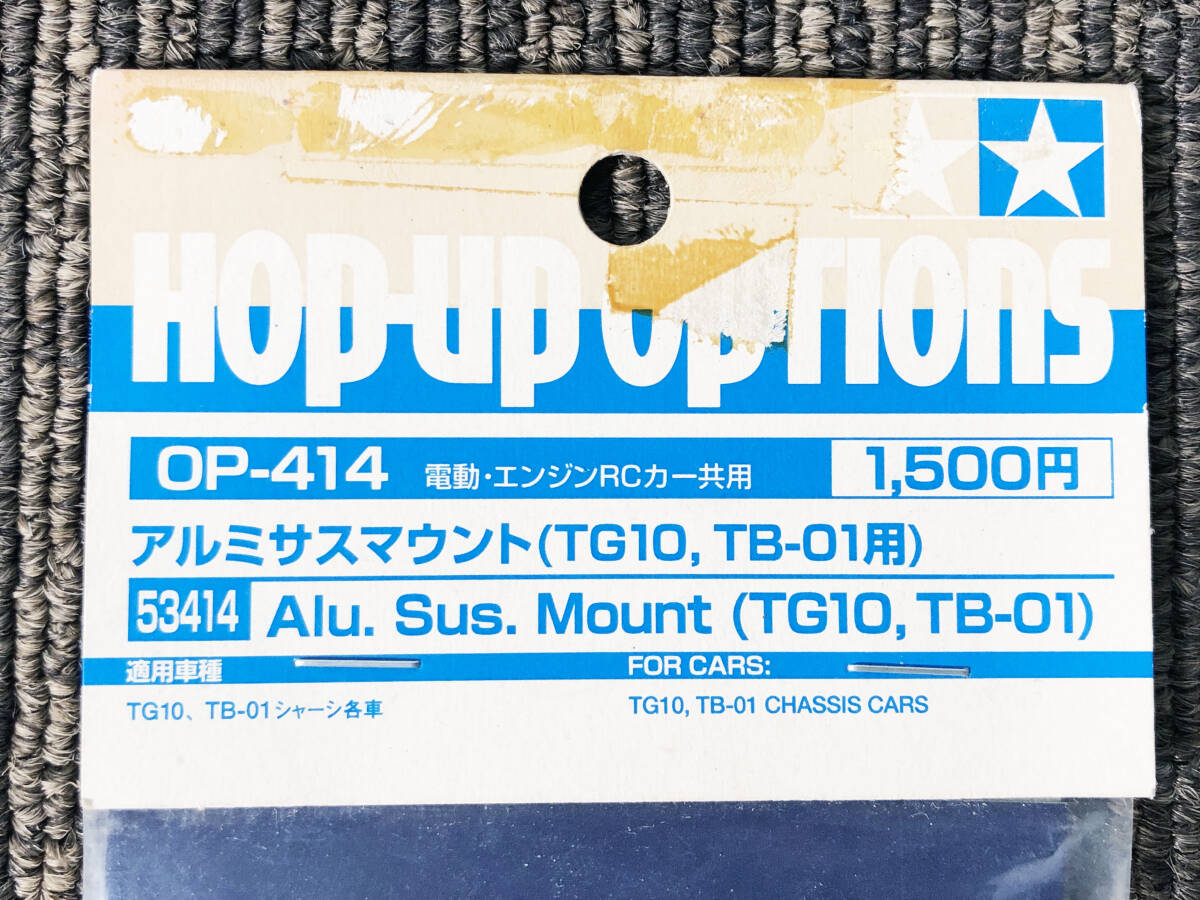 HOP-UP OPTIONS
OP-414 電動・エンジンRCカー共用 1,500円
アルミサスマウント(TG10, TB-01用)
53414 Alu. Sus. Mount (TG10, TB-01)
適用車種 FOR CARS:
TG10、TB-01シャーシ各車 TG10, TB-01 CHASSIS CARS